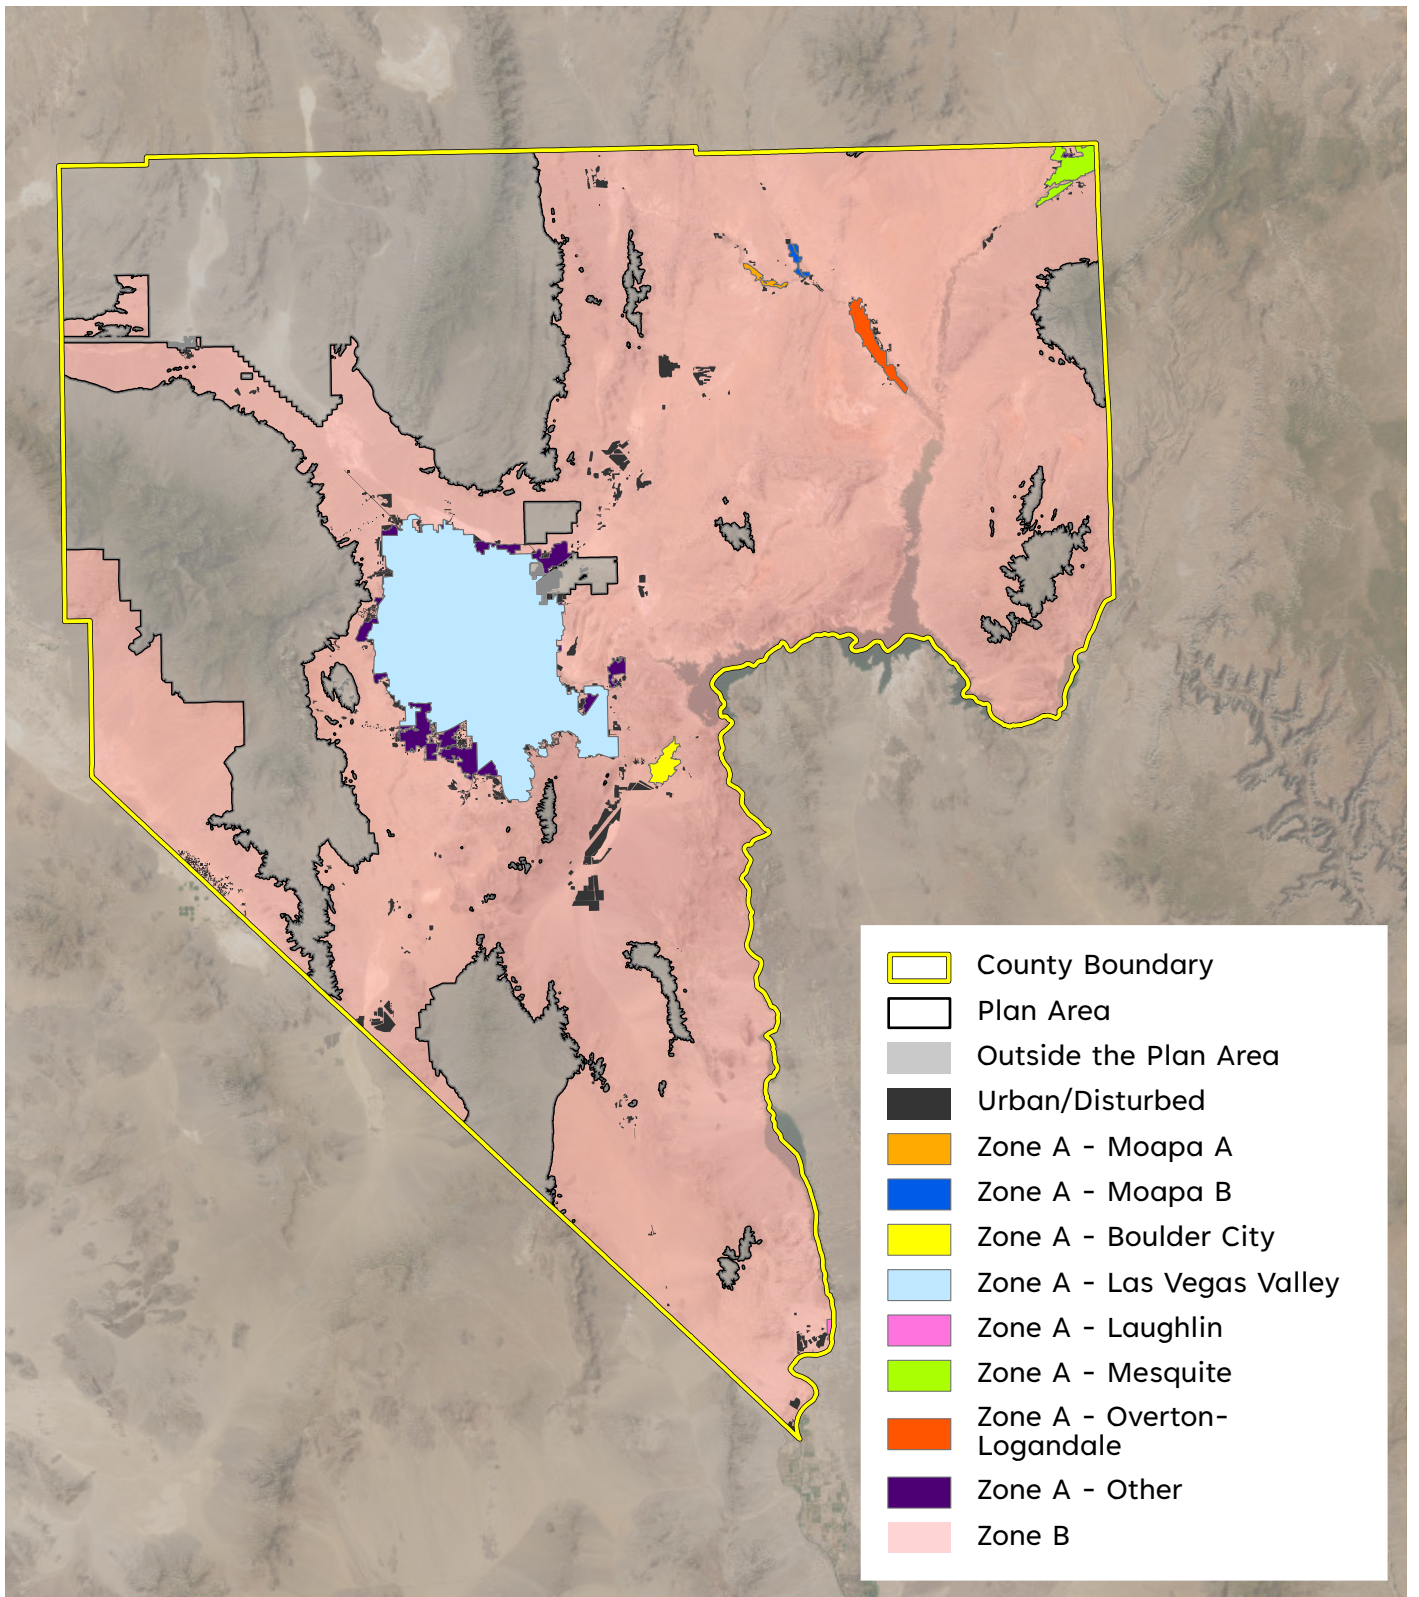 County Boundary
Plan Area
Outside the Plan Area
Urban/Disturbed
Zone A - Moapa A
Zone A - Moapa B
Zone A - Boulder City
Zone A - Las Vegas Valley
Zone A - Laughlin
Zone A - Mesquite
Zone A - Overton-
Logandale
Zone A - Other
Zone B